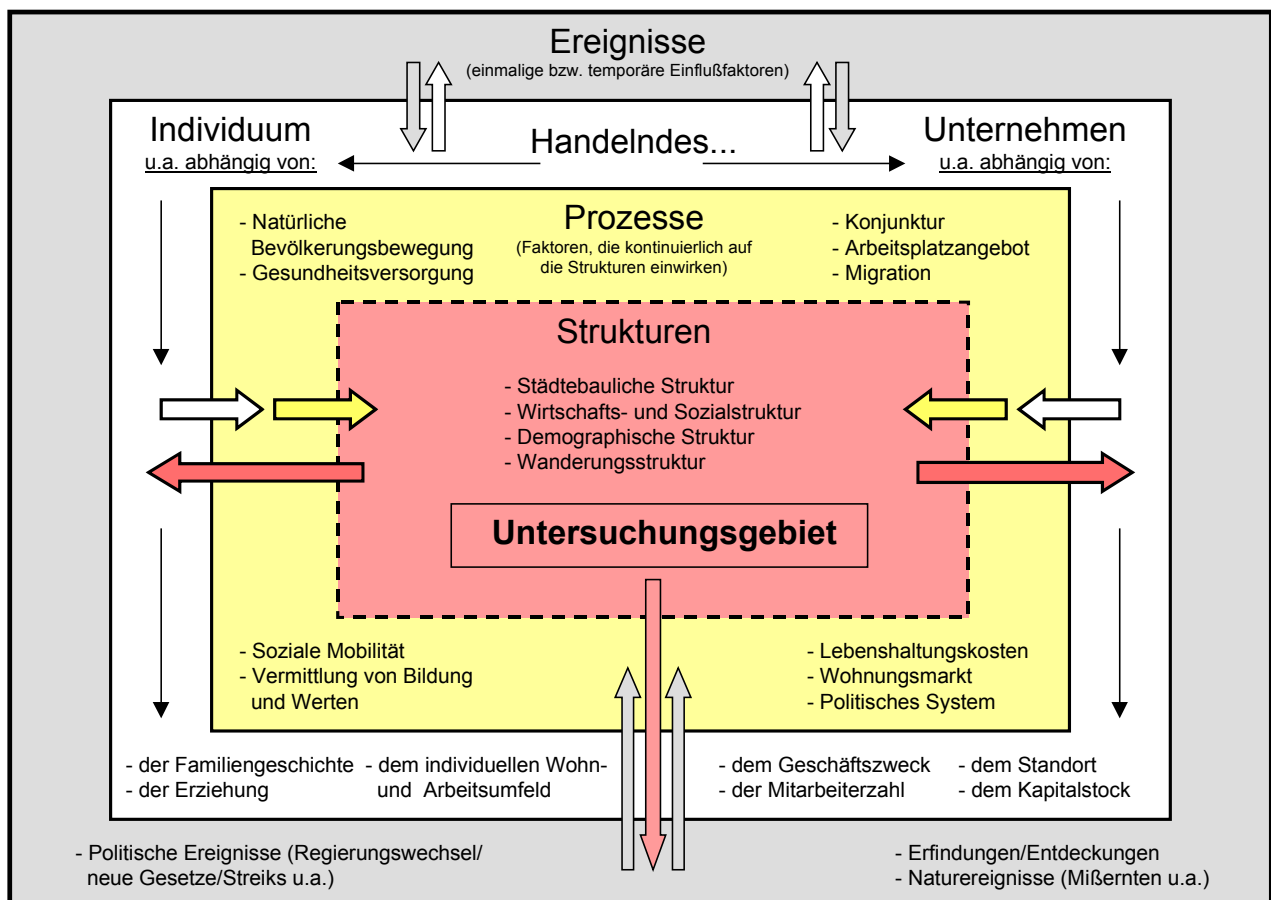 Ereignisse
(einmalige bzw. temporäre Einflußfaktoren)
Individuum
u.a. abhängig von:
Handelndes...
Unternehmen
u.a. abhängig von:
- Natürliche
Bevölkerungsbewegung
- Gesundheitsversorgung
Prozesse
(Faktoren, die kontinuierlich auf
die Strukturen einwirken)
- Konjunktur
- Arbeitsplatzangebot
- Migration
Strukturen
- Städtebauliche Struktur
- Wirtschafts- und Sozialstruktur
- Demographische Struktur
- Wanderungsstruktur
Untersuchungsgebiet
- Soziale Mobilität
- Vermittlung von Bildung
und Werten
- Lebenshaltungskosten
- Wohnungsmarkt
- Politisches System
- der Familiengeschichte
- der Erziehung
- dem individuellen Wohn-
und Arbeitsumfeld
- dem Geschäftszweck
- der Mitarbeiterzahl
- dem Standort
- dem Kapitalstock
- Politische Ereignisse (Regierungswechsel/
neue Gesetze/Streiks u.a.)
- Erfindungen/Entdeckungen
- Naturereignisse (Mißernten u.a.)